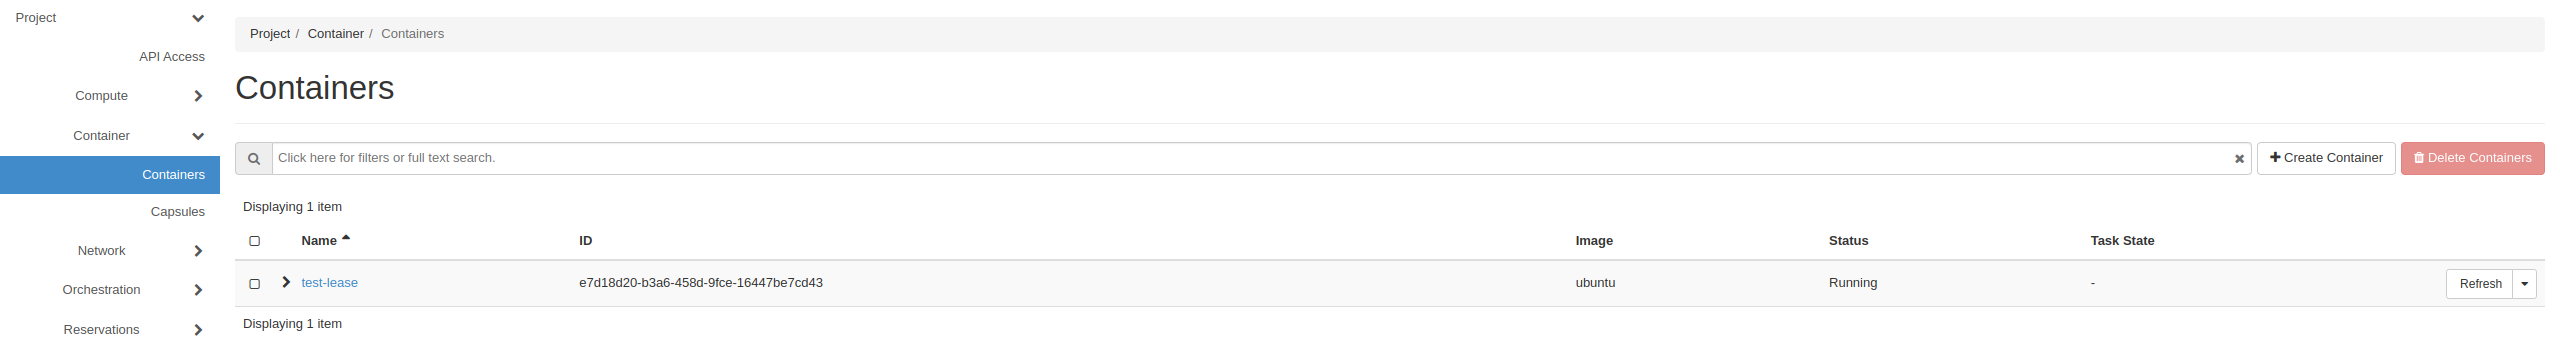 Project
API Access
Compute
Container
Containers
Capsules
Network
Orchestration
Reservations
Project / Container / Containers
Containers
Click here for filters or full text search.
Create Container
Delete Containers
Displaying 1 item
Name ID Image Status Task State
test-lease e7d18d20-b3a6-458d-9fce-16447be7cd43 ubuntu Running - Refresh
Displaying 1 item